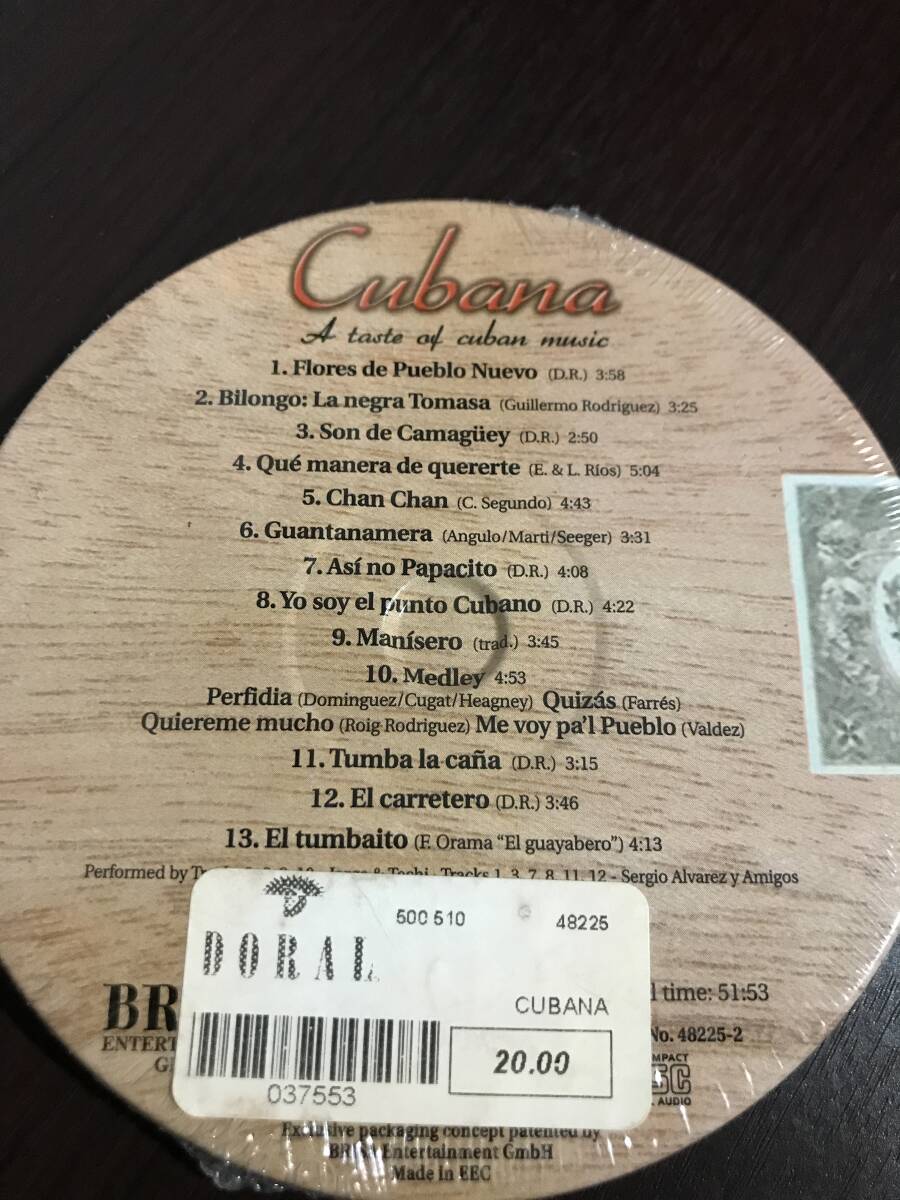 Cubana
A taste of cuban music
1. Flores de Pueblo Nuevo (D.R.) 3:58
2. Bilongo: La negra Tomasa (Guillermo Rodriguez) 3:25
3. Son de Camagüey (D.R.) 2:50
4. Qué manera de quererte (E. & L. Ríos) 5:04
5. Chan Chan (C. Segundo) 4:43
6. Guantanamera (Angulo/Marti/Seeger) 3:31
7. Así no Papacito (D.R.) 4:08
8. Yo soy el punto Cubano (D.R.) 4:22
9. Manísero (trad.) 3:45
10. Medley 4:53
Perfidia (Dominguez/Cugat/Heagney) Quizás (Farrés)
Quiereme mucho (Roig Rodriguez) Me voy pa'l Pueblo (Valdez)
11. Tumba la caña (D.R.) 3:15
12. El carretero (D.R.) 3:46
13. El tumbaito (F. Orama "El guayabero") 4:13
Performed by Tracks 1, 3, 7, 8, 11, 12 - Sergio Alvarez y Amigos
500 510 48225
DORAL
l time: 51:53
CUBANA
BR
No. 48225-2
ENTERT
20.00
MPACT
AUDIO
037553
Exclusive packaging concept patented by
Entertainment GmbH
Made in EEC